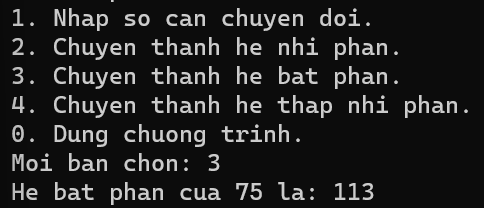 1. Nhap so can chuyen doi.
2. Chuyen thanh he nhi phan.
3. Chuyen thanh he bat phan.
4. Chuyen thanh he thap nhi phan.
0. Dung chuong trinh.
Moi ban chon: 3
He bat phan cua 75 la: 113